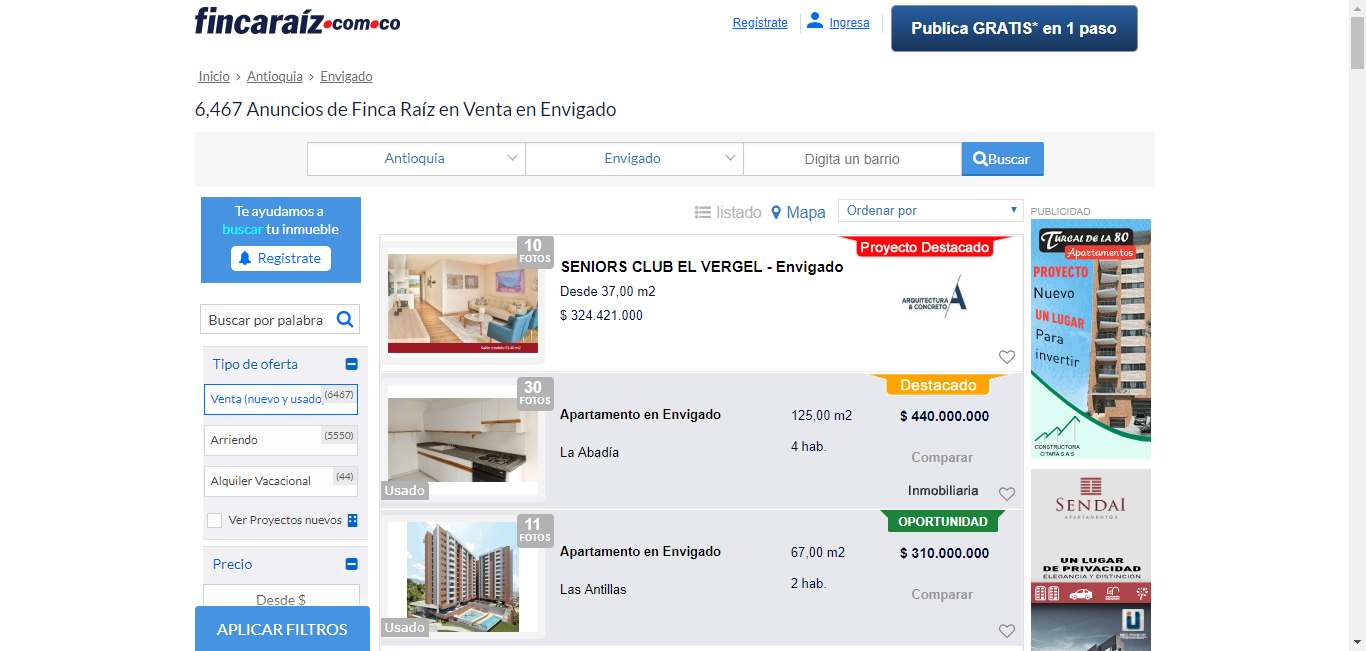 fincaraíz.com.co
Regístrate
Ingresa
Publica GRATIS* en 1 paso
Inicio › Antioquia › Envigado
6,467 Anuncios de Finca Raíz en Venta en Envigado
Antioquia
Envigado
Digita un barrio
Buscar
Te ayudamos a
buscar tu inmueble
Registrate
listado
Mapa
Ordenar por
PUBLICIDAD
Buscar por palabra
Tipo de oferta
Venta (nuevo y usado)
(6467)
Arriendo
(5550)
Alquiler Vacacional
(44)
Ver Proyectos nuevos
Precio
Desde $
APLICAR FILTROS
10
FOTOS
Proyecto Destacado
SENIORS CLUB EL VERGEL - Envigado
Desde 37,00 m2
$ 324.421.000
ARQUITECTURA
& CONCRETO
30
FOTOS
Usado
Destacado
Apartamento en Envigado
125,00 m2
$ 440.000.000
La Abadía
4 hab.
Comparar
Inmobiliaria
11
FOTOS
Usado
OPORTUNIDAD
Apartamento en Envigado
67,00 m2
$ 310.000.000
Las Antillas
2 hab.
Comparar
TURCAL DE LA 80
Apartamentos
PROYECTO
Nuevo
UN LUGAR
Para
invertir
CONSTRUCTORA
CITARA S.A.S
SENDAI
APARTAMENTOS
UN LUGAR
DE PRIVACIDAD
ELEGANCIA Y DISTINCIÓN